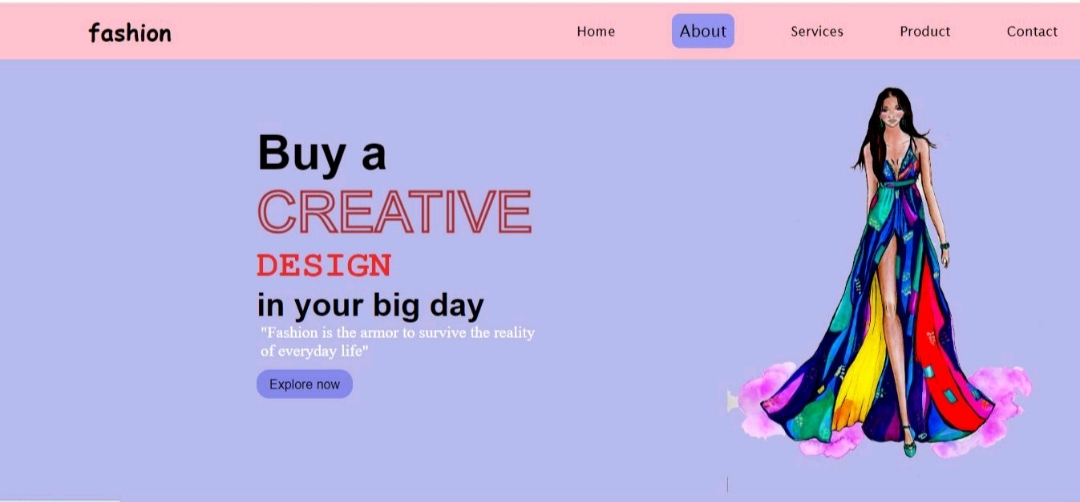 fashion
Home About Services Product Contact
Buy a
CREATIVE
DESIGN
in your big day
"Fashion is the armor to survive the reality
of everyday life"
Explore now